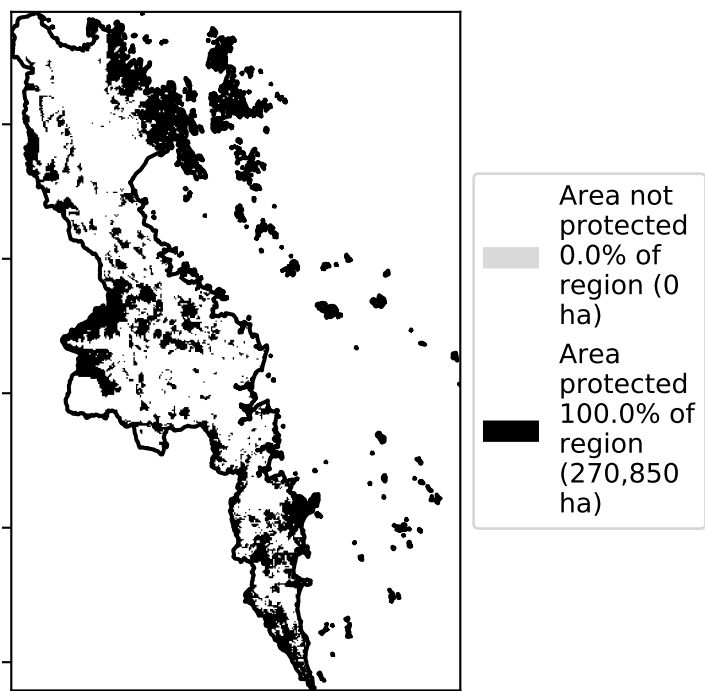 Area not
protected
0.0% of
region (0
ha)
Area
protected
100.0% of
region
(270,850
ha)